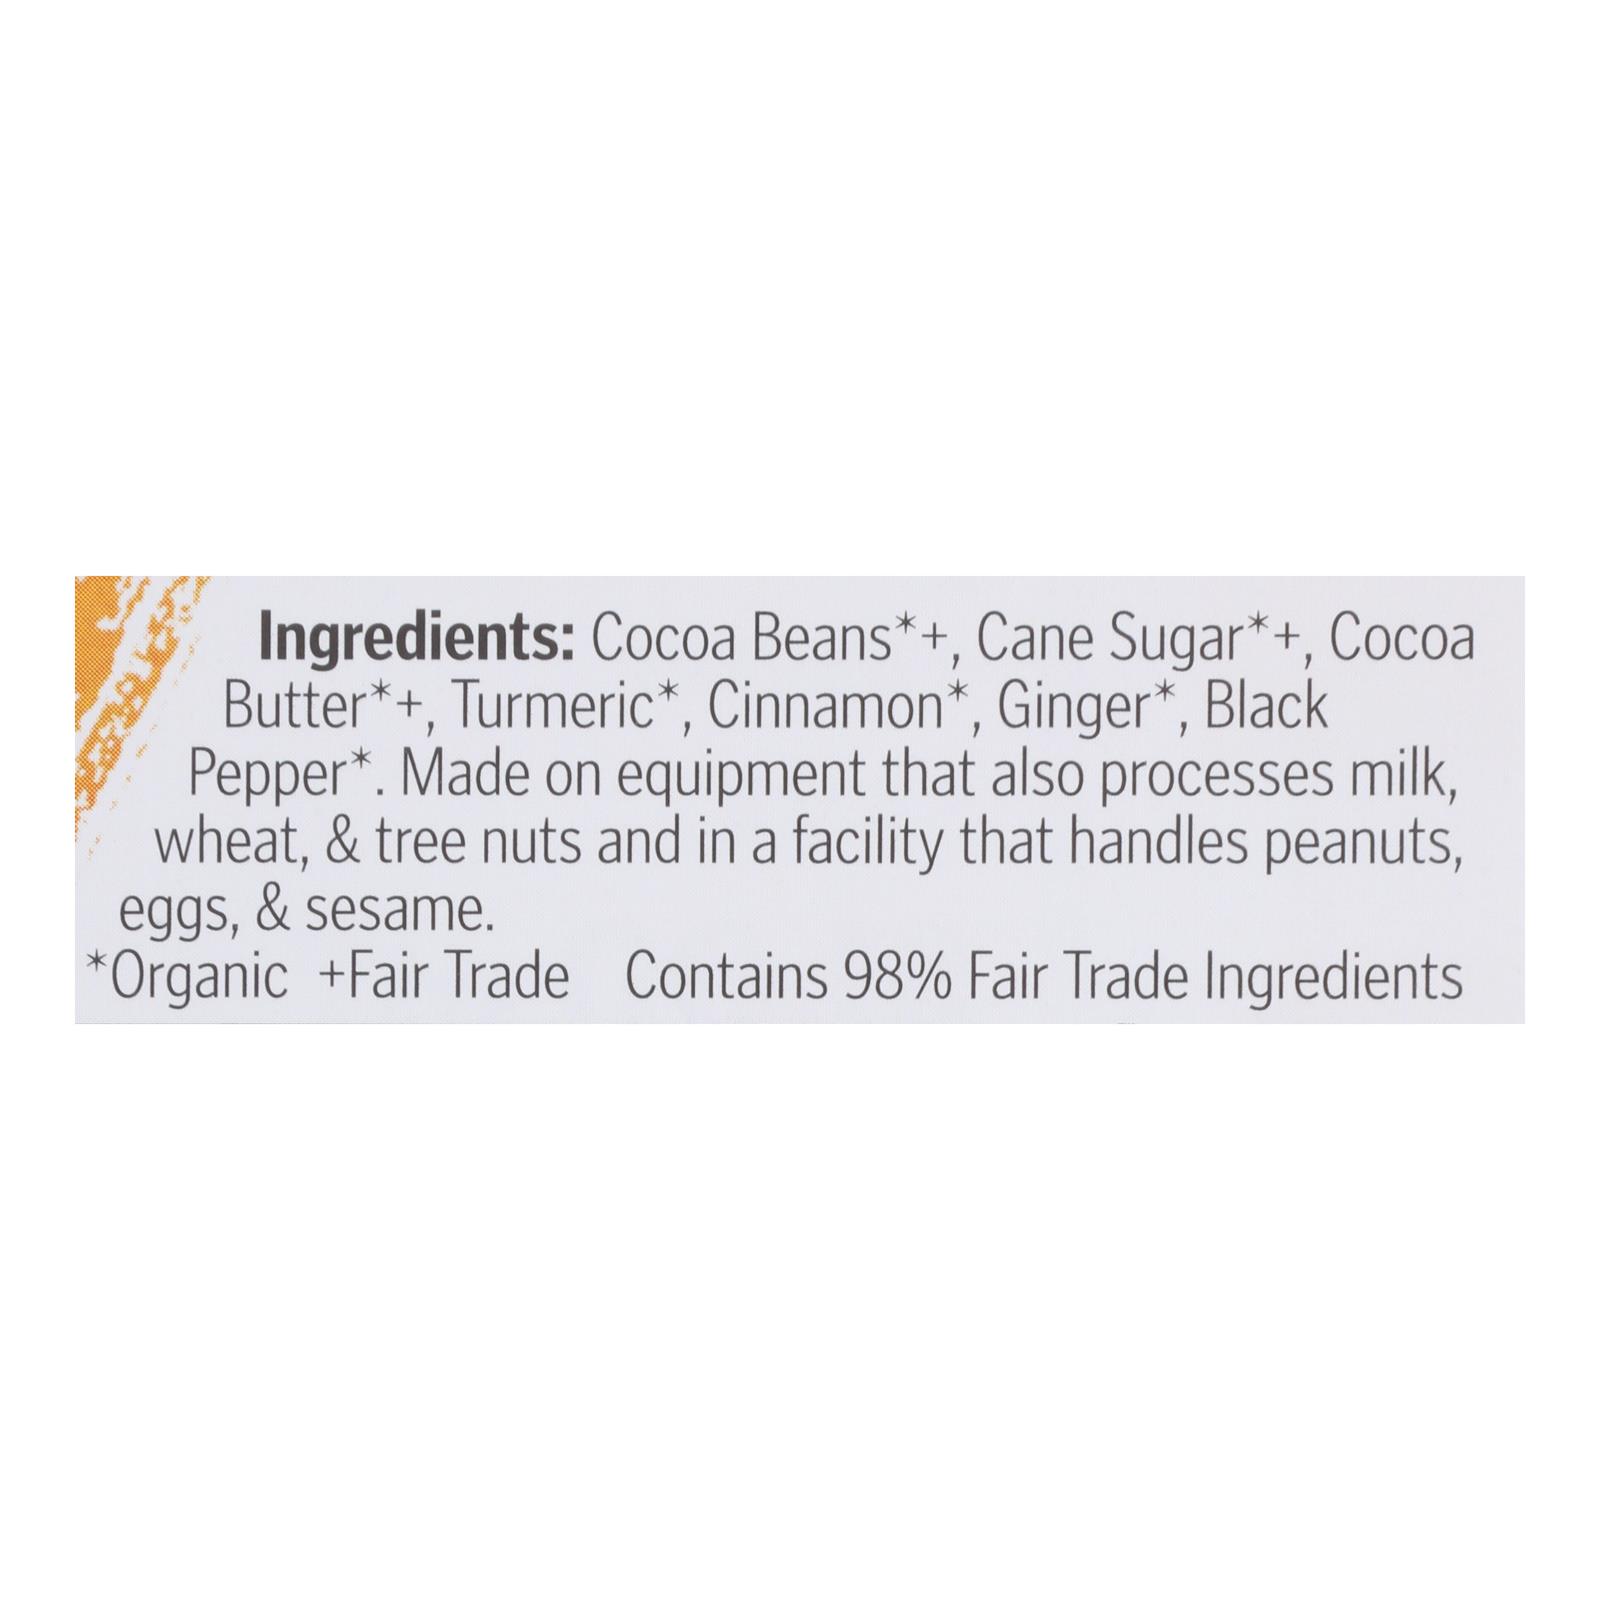 Ingredients: Cocoa Beans*+, Cane Sugar*+, Cocoa
Butter*+, Turmeric*, Cinnamon*, Ginger*, Black
Pepper*. Made on equipment that also processes milk,
wheat, & tree nuts and in a facility that handles peanuts,
eggs, & sesame.
*Organic +Fair Trade Contains 98% Fair Trade Ingredients